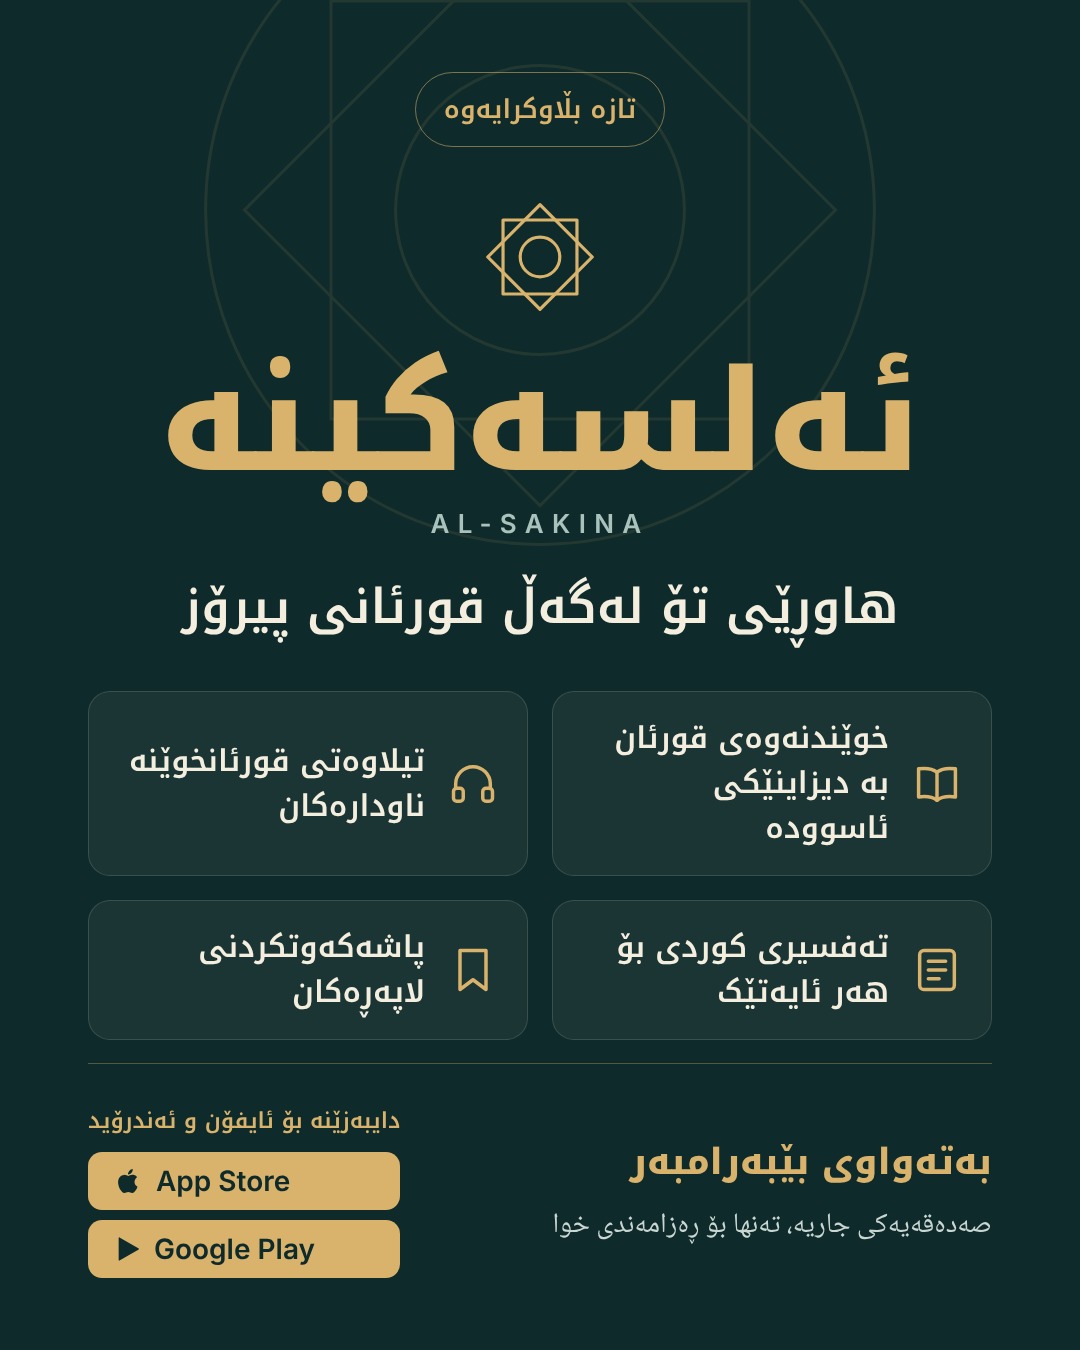 تازە بڵاوکرایەوە
ئەلسەکینە
AL-SAKINA
هاوڕێی تۆ لەگەڵ قورئانی پیرۆز
خوێندنەوەی قورئان
بە دیزاینێکی
ئاسوودە
تیلاوەتی قورئانخوێنە
ناودارەکان
تەفسیری کوردی بۆ
هەر ئایەتێک
پاشەکەوتکردنی
لاپەڕەکان
بەتەواوی بێبەرامبەر
صەدەقەیەکی جاریە، تەنها بۆ ڕەزامەندی خوا
دایبەزێنە بۆ ئایفۆن و ئەندرۆید
App Store
Google Play